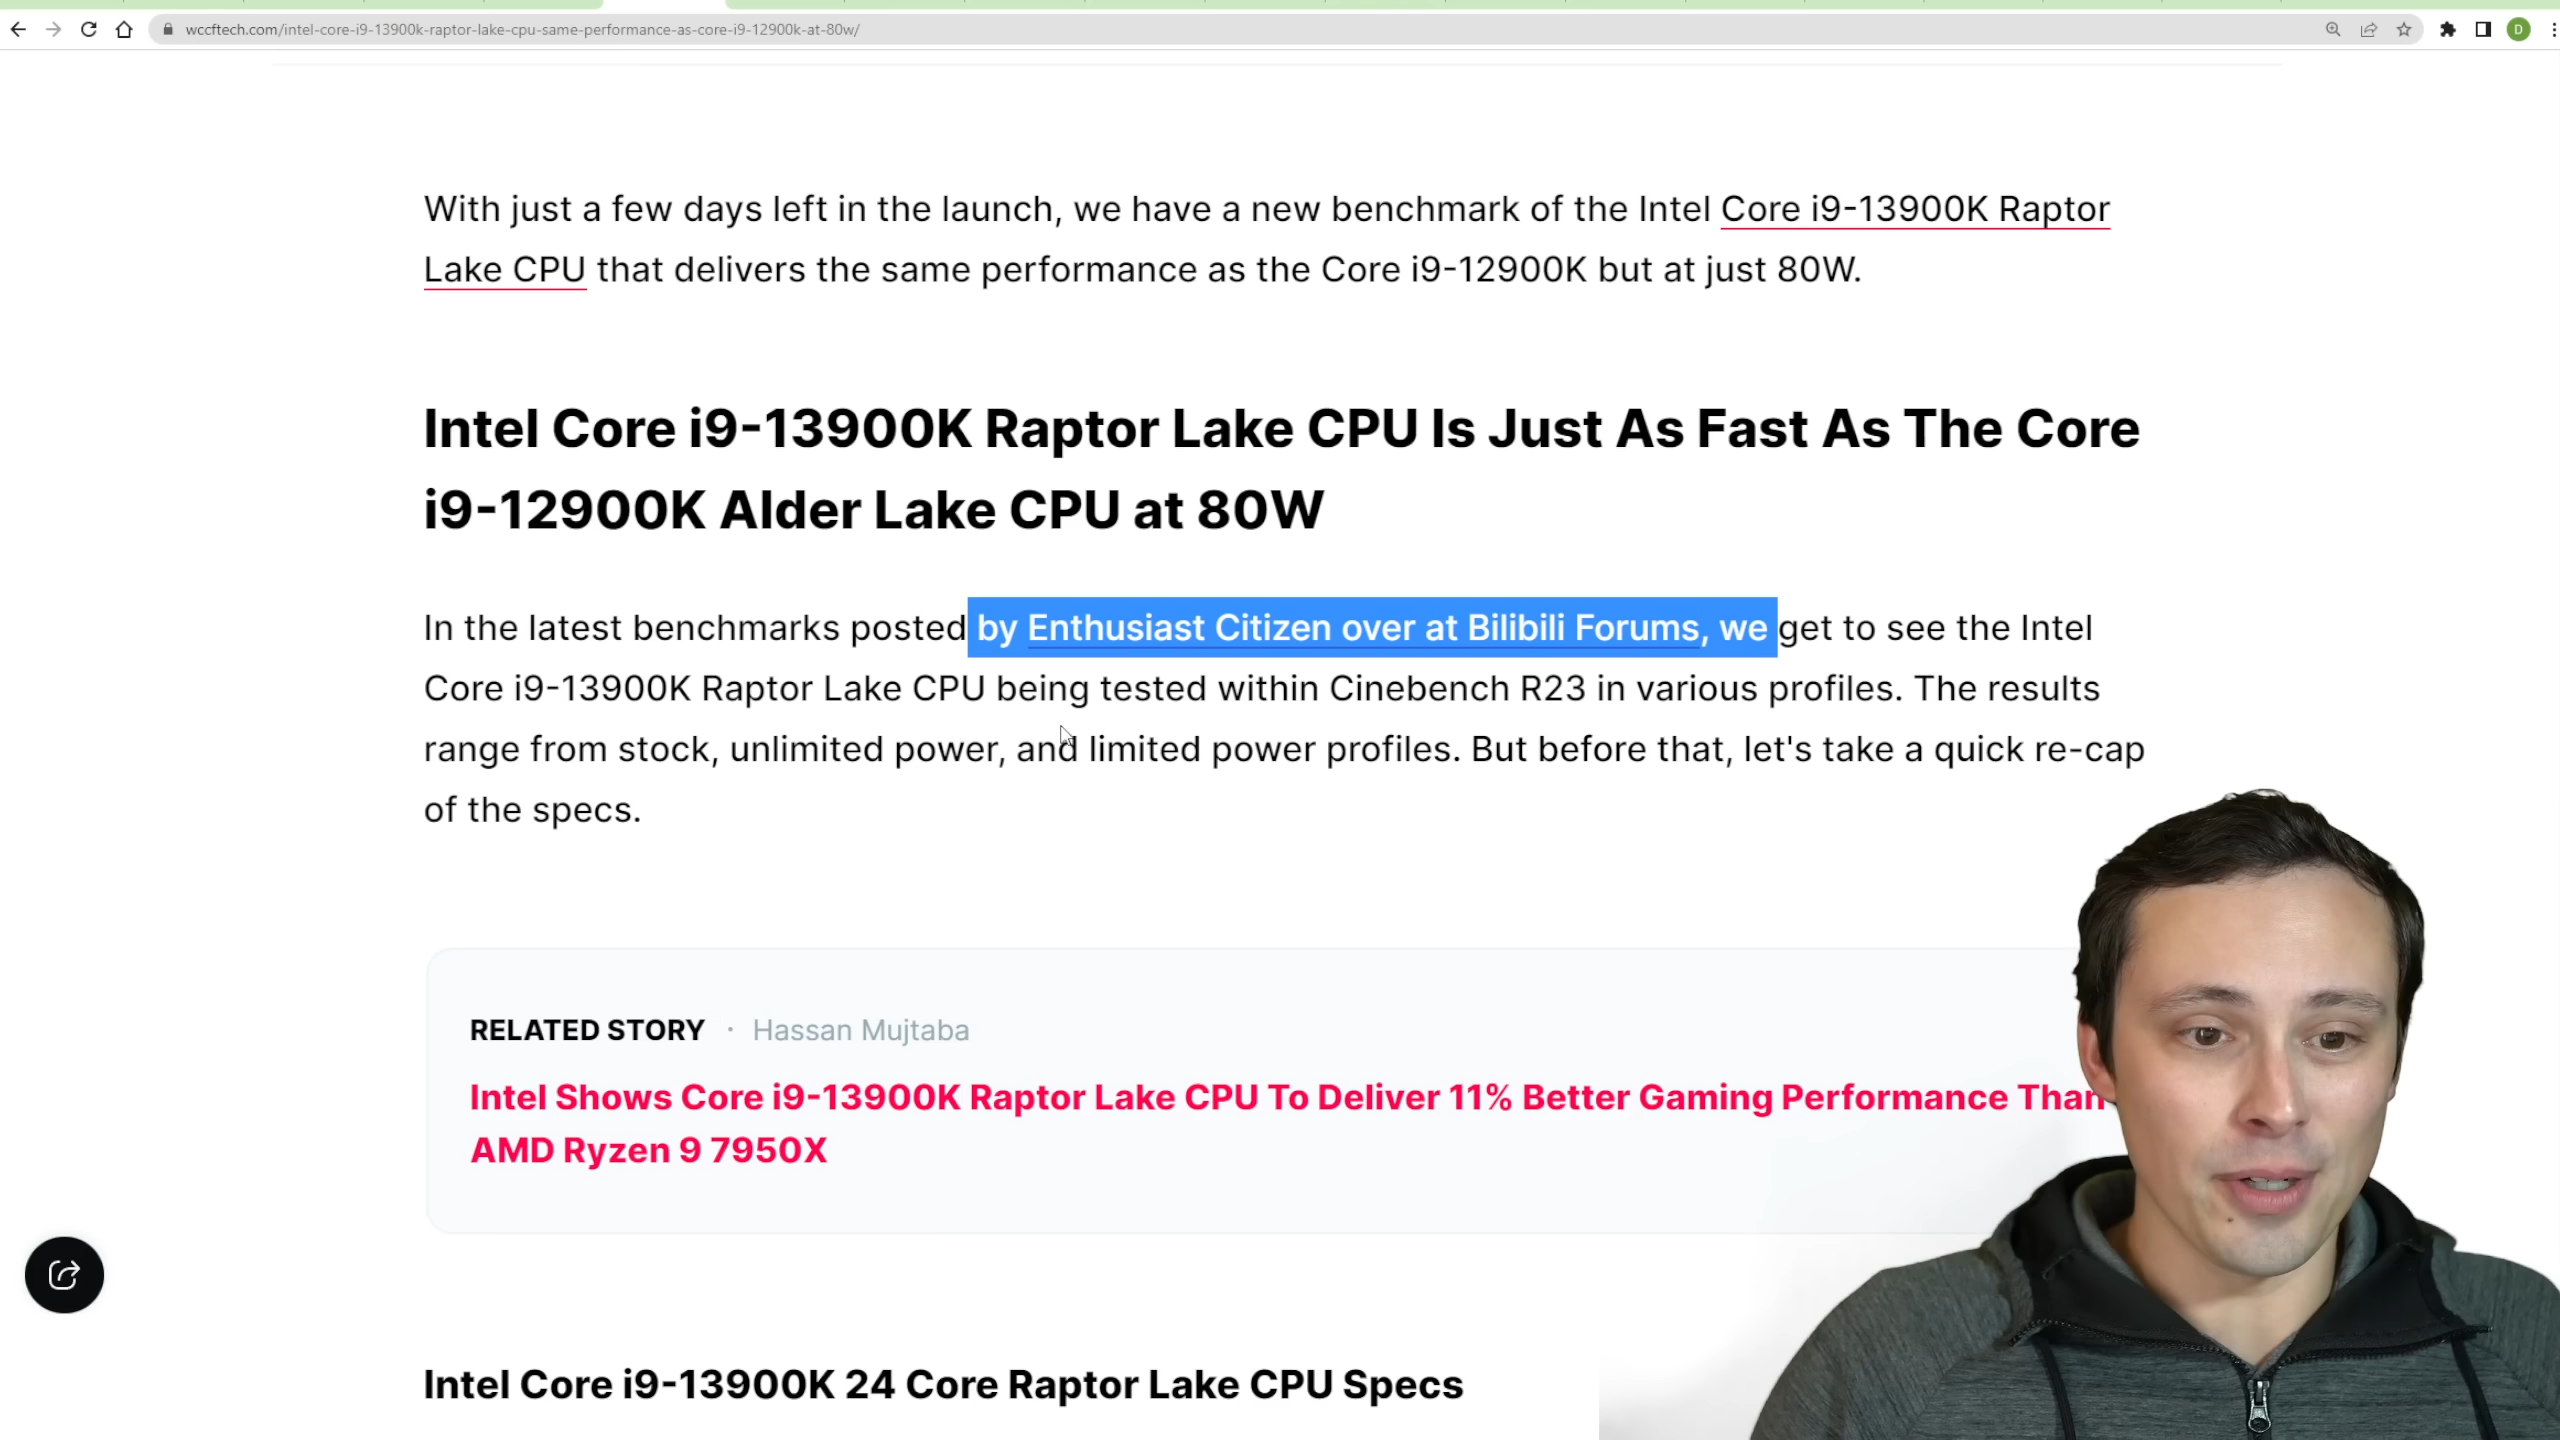 wccftech.com/intel-core-i9-13900k-raptor-lake-cpu-same-performance-as-core-i9-12900k-at-80w/
D
With just a few days left in the launch, we have a new benchmark of the Intel Core i9-13900K Raptor
Lake CPU that delivers the same performance as the Core i9-12900K but at just 80W.
Intel Core i9-13900K Raptor Lake CPU Is Just As Fast As The Core
i9-12900K Alder Lake CPU at 80W
In the latest benchmarks posted by Enthusiast Citizen over at Bilibili Forums, we get to see the Intel
Core i9-13900K Raptor Lake CPU being tested within Cinebench R23 in various profiles. The results
range from stock, unlimited power, and limited power profiles. But before that, let's take a quick re-cap
of the specs.
RELATED STORY · Hassan Mujtaba
Intel Shows Core i9-13900K Raptor Lake CPU To Deliver 11% Better Gaming Performance Than
AMD Ryzen 9 7950X
Intel Core i9-13900K 24 Core Raptor Lake CPU Specs